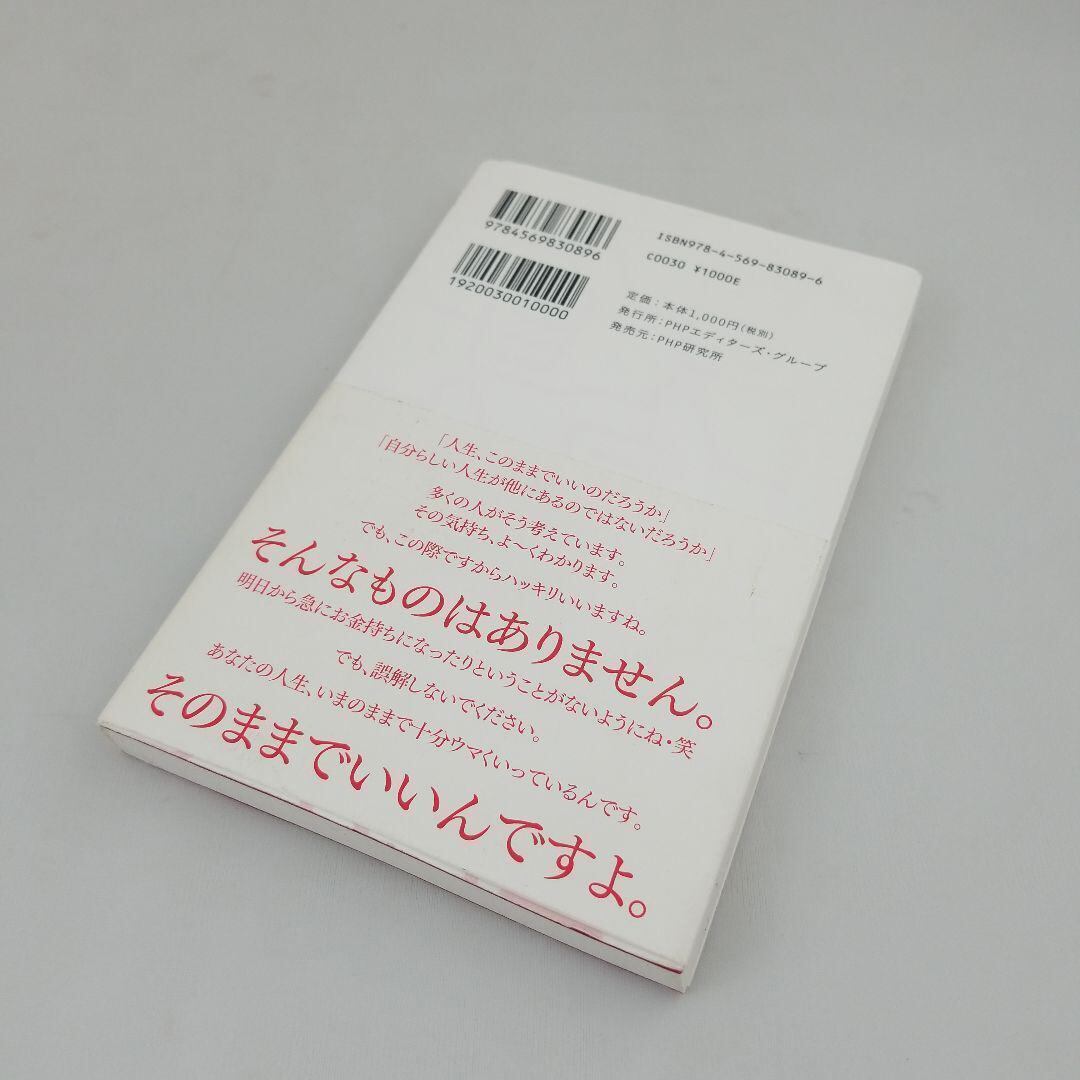 9784569830896
1920030010000
ISBN978-4-569-83089-6
C0030 ¥1000E
定価:本体1,000円(税別)
発行所:PHPエディターズ・グループ
発売元:PHP研究所
「人生、このままでいいのだろうか」
「自分らしい人生が他にあるのではないだろうか」
多くの人がそう考えています。
その気持ち、よ〜くわかります。
でも、この際ですからハッキリいいますね。
そんなものはありません。
明日から急にお金持ちになったりということがないようにね・笑
でも、誤解しないでください。
あなたの人生、いまのままで十分ウマくいっているんです。
そのままでいいんですよ。